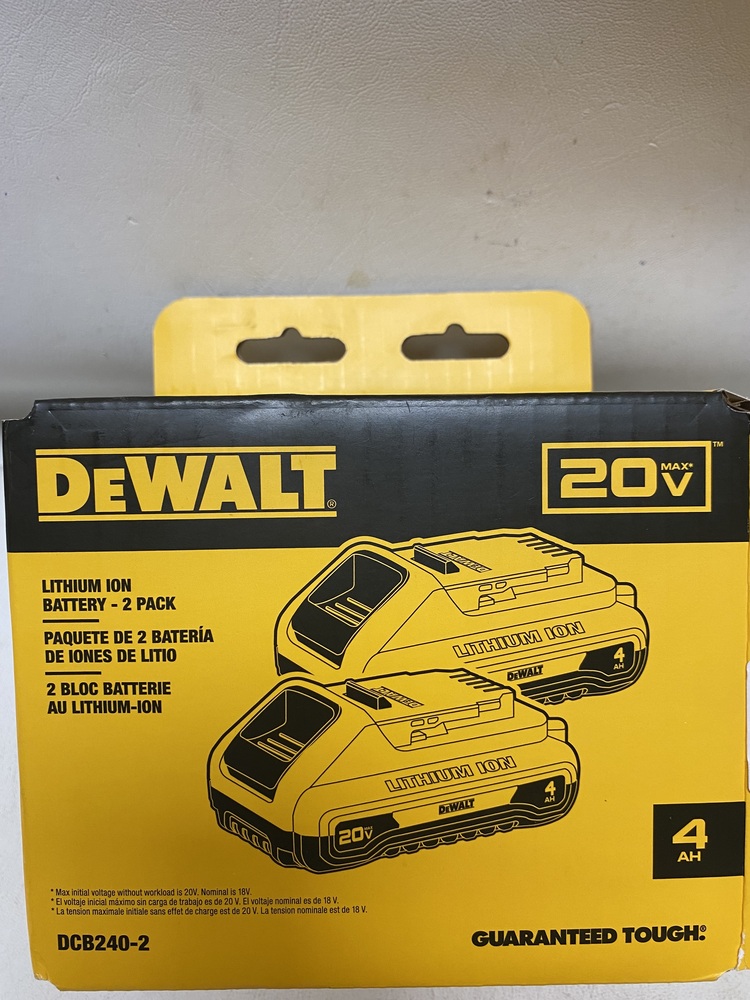 DEWALT®
20V MAX*™
LITHIUM ION
BATTERY - 2 PACK
PAQUETE DE 2 BATERÍA
DE IONES DE LITIO
2 BLOC BATTERIE
AU LITHIUM-ION
DEWALT
LITHIUM ION
DEWALT
4
AH
DEWALT
LITHIUM ION
DEWALT
20V
4
AH
4
AH
* Max initial voltage without workload is 20V. Nominal is 18V.
* El voltaje inicial máximo sin carga de trabajo es de 20 V. El voltaje nominal es de 18 V.
* La tension maximale initiale sans effet de charge est de 20 V. La tension nominale est de 18 V.
DCB240-2
GUARANTEED TOUGH.®